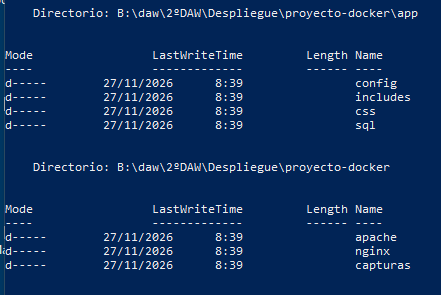 Directorio: B:\daw\2ºDAW\Despliegue\proyecto-docker\app
Mode LastWriteTime Length Name
---- ------------- ------ ----
d----- 27/11/2026 8:39 config
d----- 27/11/2026 8:39 includes
d----- 27/11/2026 8:39 css
d----- 27/11/2026 8:39 sql
Directorio: B:\daw\2ºDAW\Despliegue\proyecto-docker
Mode LastWriteTime Length Name
---- ------------- ------ ----
d----- 27/11/2026 8:39 apache
d----- 27/11/2026 8:39 nginx
d----- 27/11/2026 8:39 capturas